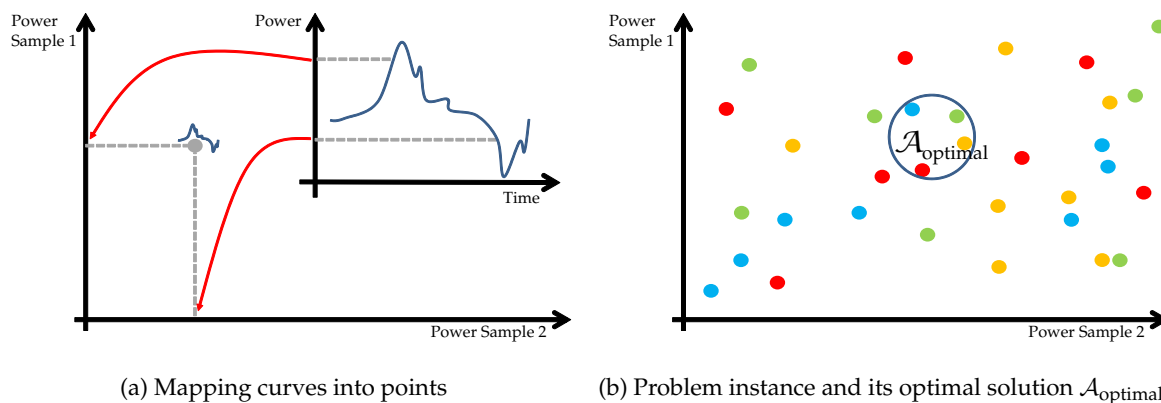 Power
Sample 1
Power
Time
Power Sample 2
(a) Mapping curves into points
Power
Sample 1
𝒜optimal
Power Sample 2
(b) Problem instance and its optimal solution 𝒜optimal